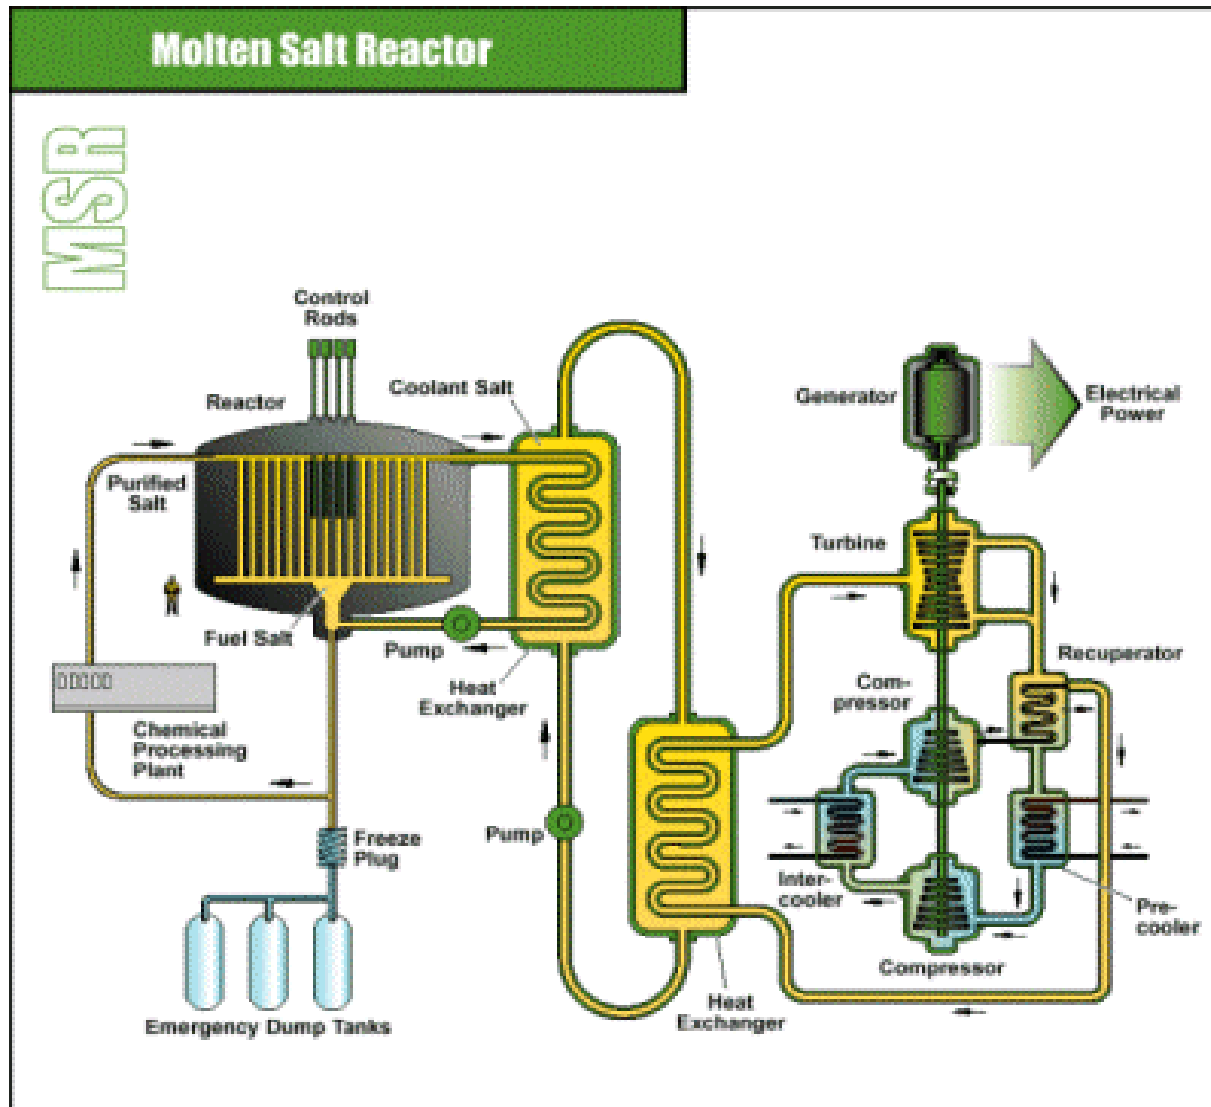 Molten Salt Reactor
MSR
Control
Rods
Coolant Salt
Reactor
Generator
Electrical
Power
Purified
Salt
Turbine
Fuel Salt
Pump
Heat
Exchanger
Recuperator
Com-
pressor
Chemical
Processing
Plant
Pump
Freeze
Plug
Inter-
cooler
Pre-
cooler
Compressor
Heat
Exchanger
Emergency Dump Tanks